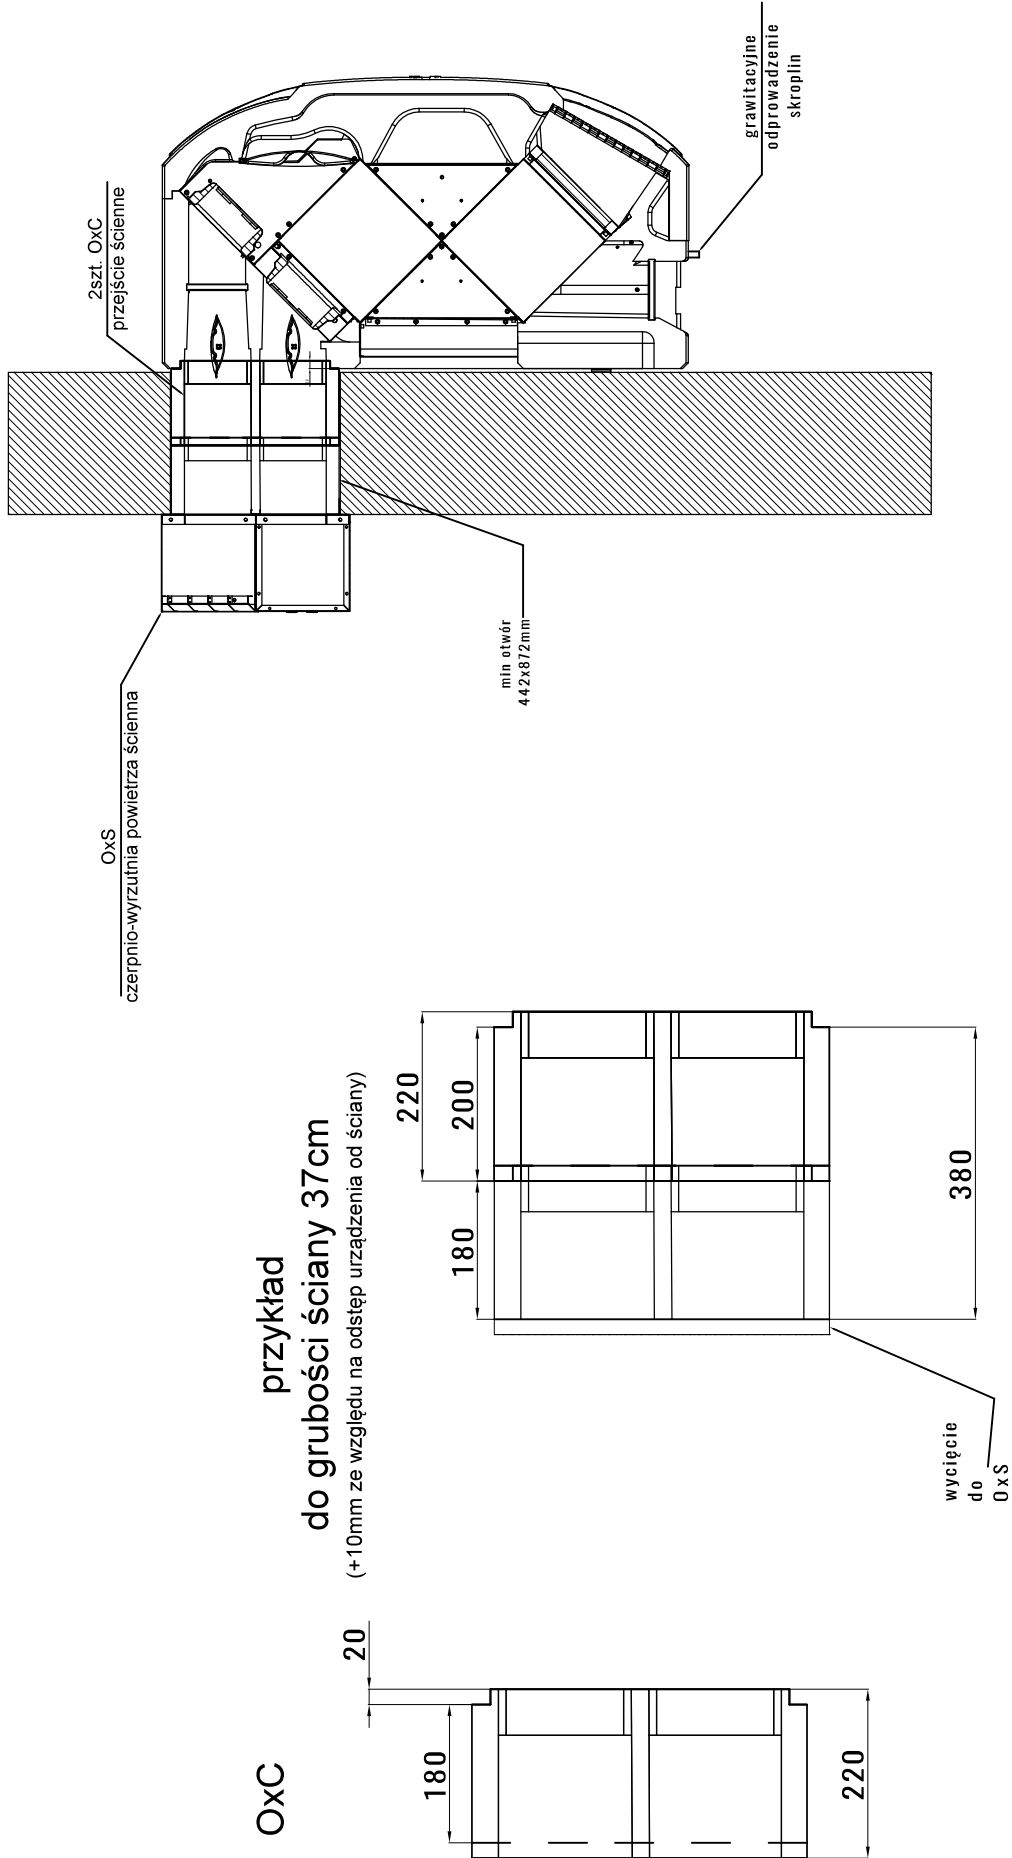 OxC
20
180
220
przykład
do grubości ściany 37cm
(+10mm ze względu na odstęp urządzenia od ściany)
220
200
180
380
wycięcie
do
OxS
OxS
czerpnio-wyrzutnia powietrza ścienna
2szt. OxC
przejście ścienne
min otwór
442x872mm
grawitacyjne
odprowadzenie
skroplin